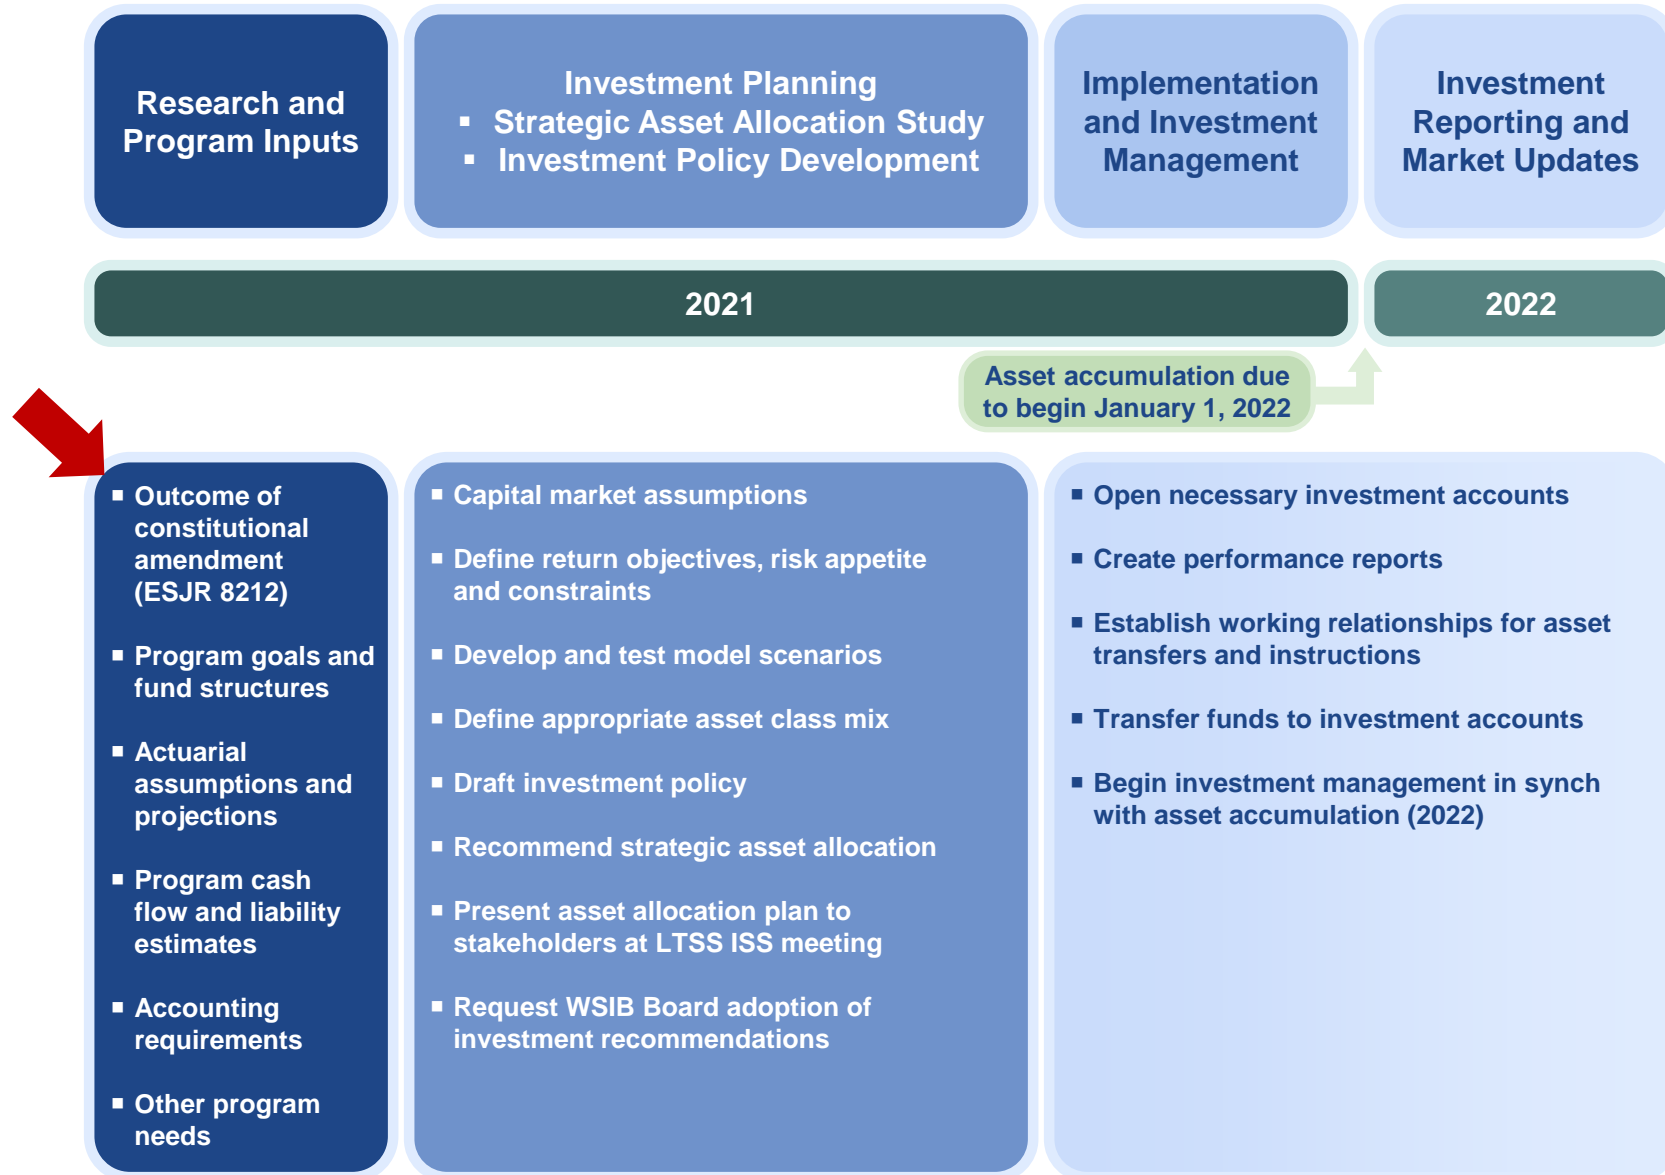 Research and
Program Inputs
Investment Planning
▪ Strategic Asset Allocation Study
▪ Investment Policy Development
Implementation
and Investment
Management
Investment
Reporting and
Market Updates
2021
2022
Asset accumulation due
to begin January 1, 2022
▪ Outcome of
constitutional
amendment
(ESJR 8212)
▪ Program goals and
fund structures
▪ Actuarial
assumptions and
projections
▪ Program cash
flow and liability
estimates
▪ Accounting
requirements
▪ Other program
needs
▪ Capital market assumptions
▪ Define return objectives, risk appetite
and constraints
▪ Develop and test model scenarios
▪ Define appropriate asset class mix
▪ Draft investment policy
▪ Recommend strategic asset allocation
▪ Present asset allocation plan to
stakeholders at LTSS ISS meeting
▪ Request WSIB Board adoption of
investment recommendations
▪ Open necessary investment accounts
▪ Create performance reports
▪ Establish working relationships for asset
transfers and instructions
▪ Transfer funds to investment accounts
▪ Begin investment management in synch
with asset accumulation (2022)